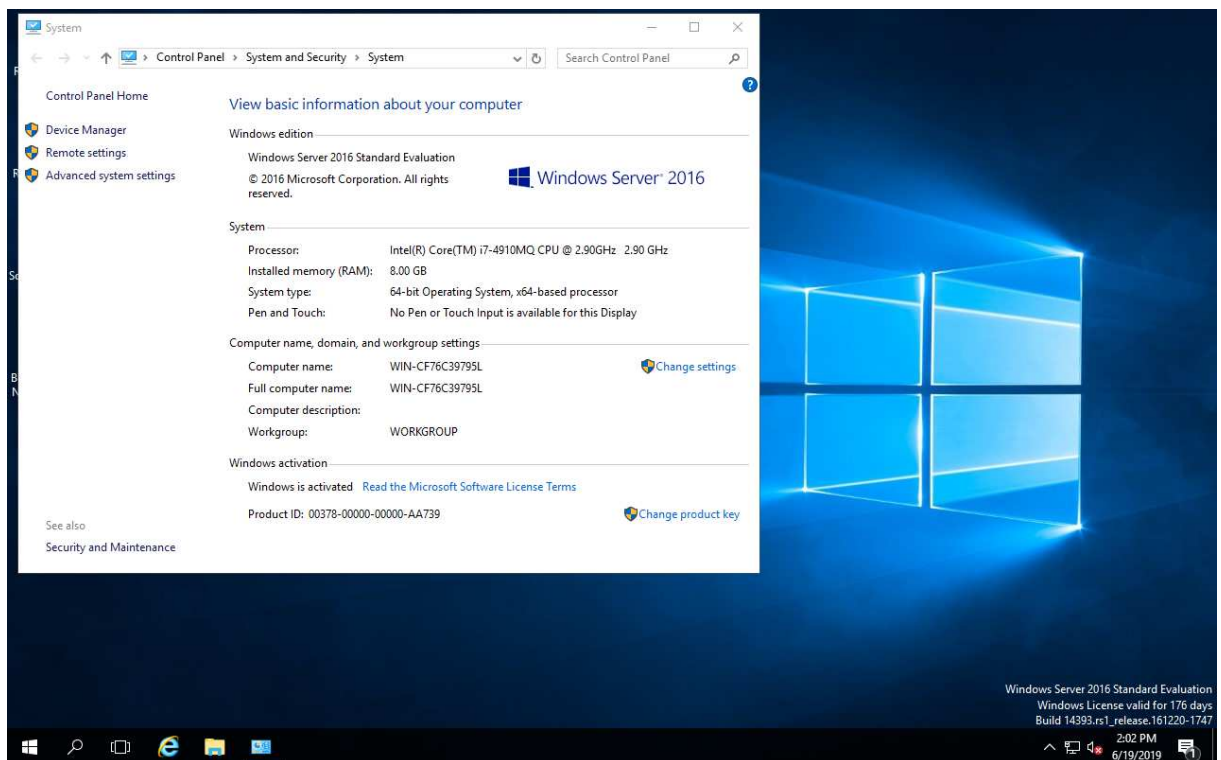 System
Control Panel › System and Security › System
Search Control Panel
Control Panel Home
Device Manager
Remote settings
Advanced system settings
See also
Security and Maintenance
View basic information about your computer
Windows edition
Windows Server 2016 Standard Evaluation
© 2016 Microsoft Corporation. All rights
reserved.
Windows Server® 2016
System
Processor: Intel(R) Core(TM) i7-4910MQ CPU @ 2.90GHz 2.90 GHz
Installed memory (RAM): 8.00 GB
System type: 64-bit Operating System, x64-based processor
Pen and Touch: No Pen or Touch Input is available for this Display
Computer name, domain, and workgroup settings
Computer name: WIN-CF76C39795L
Change settings
Full computer name: WIN-CF76C39795L
Computer description:
Workgroup: WORKGROUP
Windows activation
Windows is activated Read the Microsoft Software License Terms
Product ID: 00378-00000-00000-AA739
Change product key
Windows Server 2016 Standard Evaluation
Windows License valid for 176 days
Build 14393.rs1_release.161220-1747
2:02 PM
6/19/2019
1